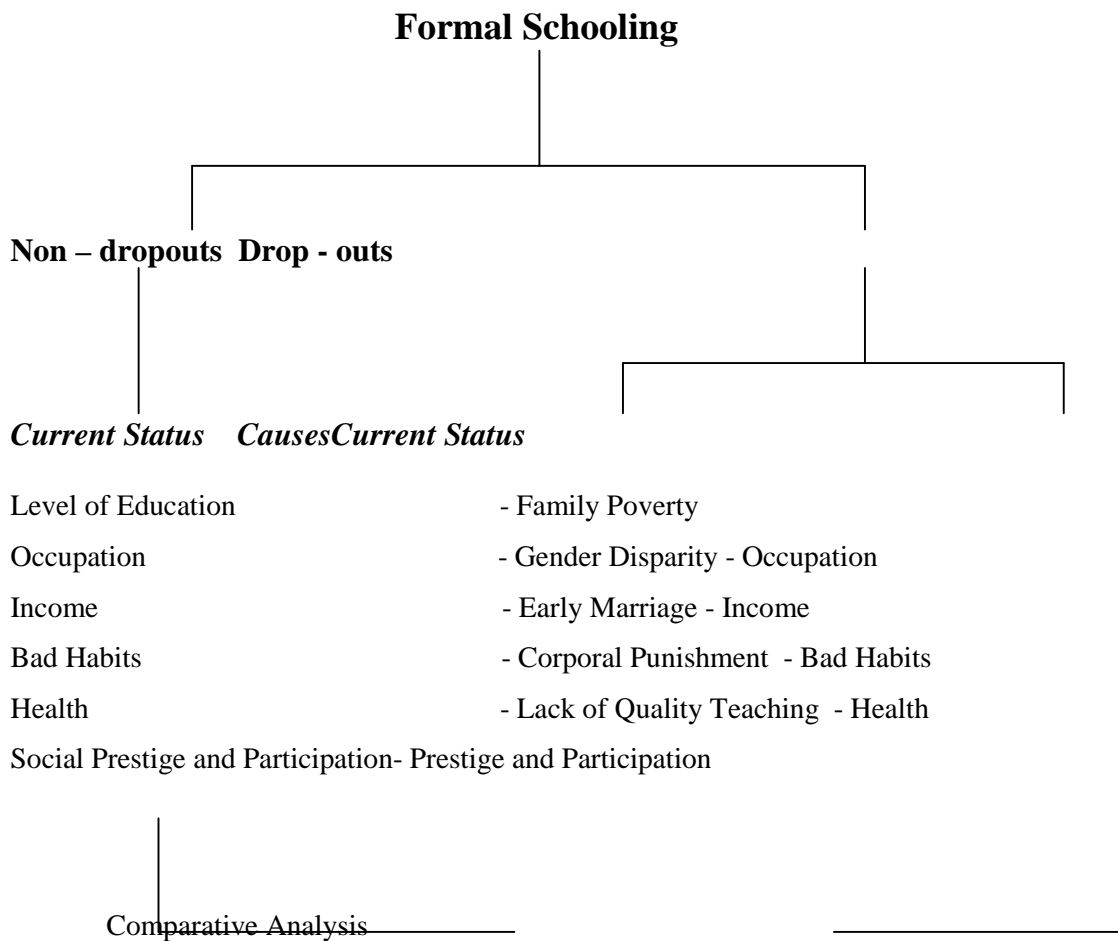 Formal Schooling
Non – dropouts Drop - outs
Current Status CausesCurrent Status
Level of Education - Family Poverty
Occupation - Gender Disparity - Occupation
Income - Early Marriage - Income
Bad Habits - Corporal Punishment - Bad Habits
Health - Lack of Quality Teaching - Health
Social Prestige and Participation- Prestige and Participation
Comparative Analysis